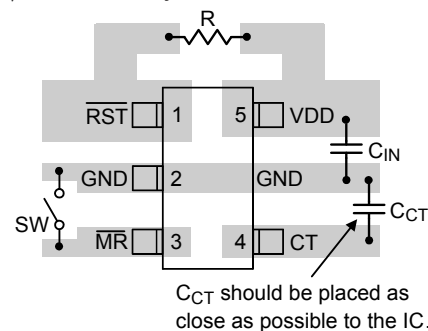 R
RST 1 5 VDD
CIN
GND 2 GND
CCT
SW
MR 3 4 CT
CCT should be placed as
close as possible to the IC.